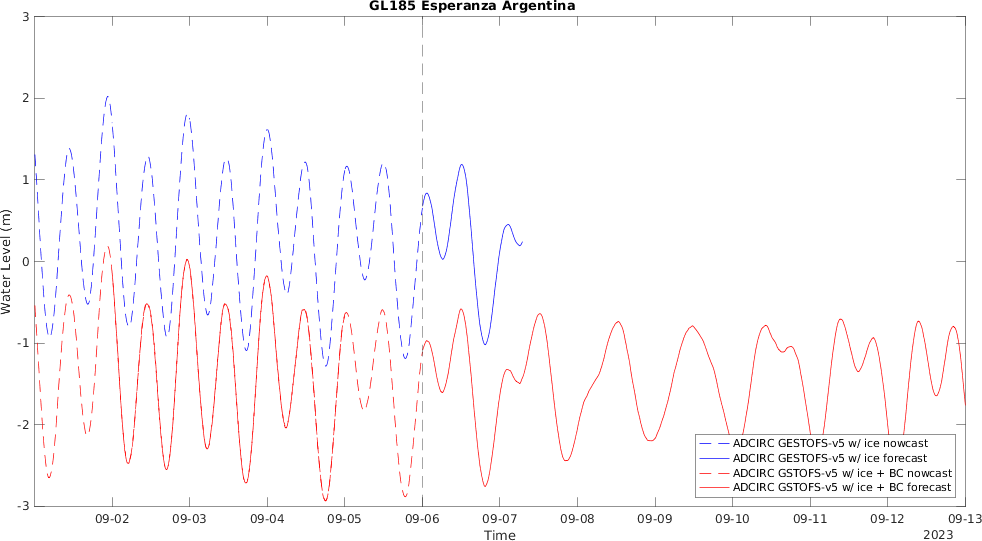 GL185 Esperanza Argentina
Water Level (m)
3
2
1
0
-1
-2
-3
ADCIRC GESTOFS-v5 w/ ice nowcast
ADCIRC GESTOFS-v5 w/ ice forecast
ADCIRC GSTOFS-v5 w/ ice + BC nowcast
ADCIRC GSTOFS-v5 w/ ice + BC forecast
09-02 09-03 09-04 09-05 09-06 09-07 09-08 09-09 09-10 09-11 09-12 09-13
Time
2023